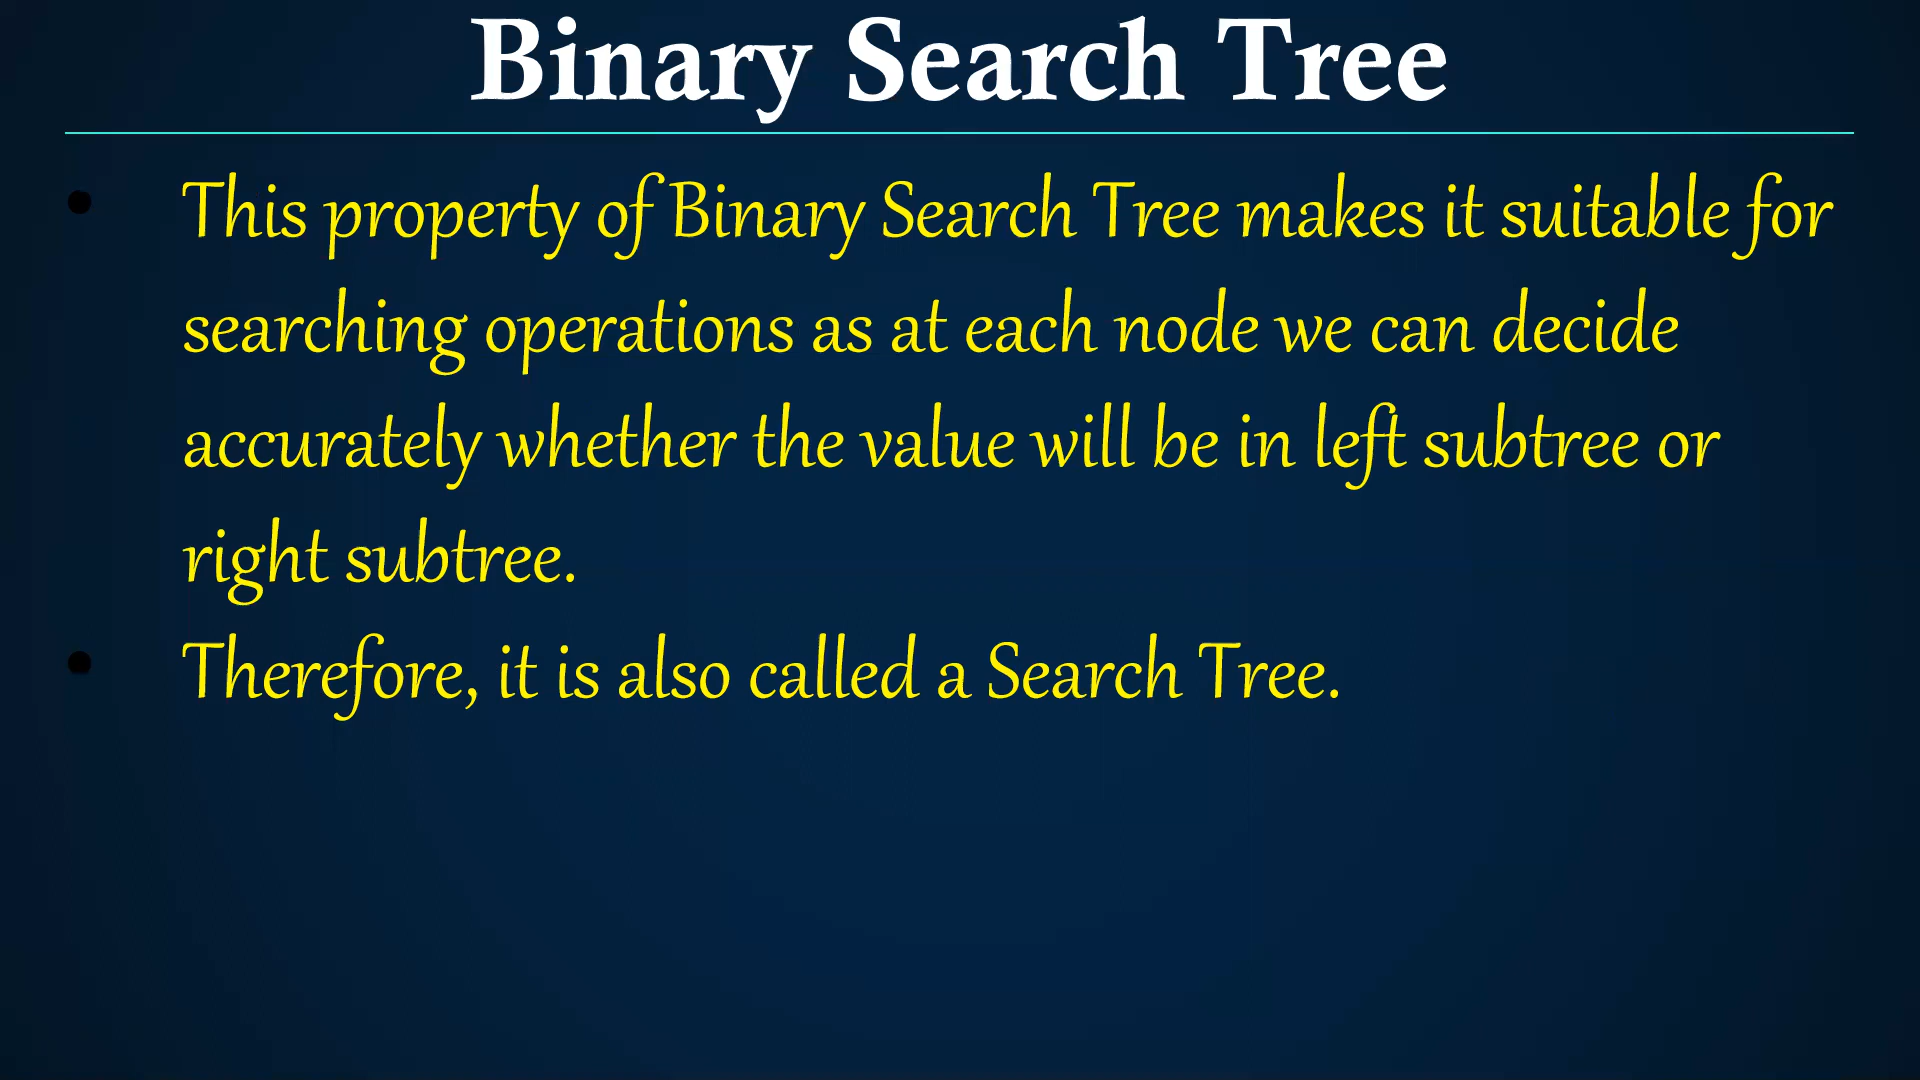 Binary Search Tree
• This property of Binary Search Tree makes it suitable for
searching operations as at each node we can decide
accurately whether the value will be in left subtree or
right subtree.
• Therefore, it is also called a Search Tree.